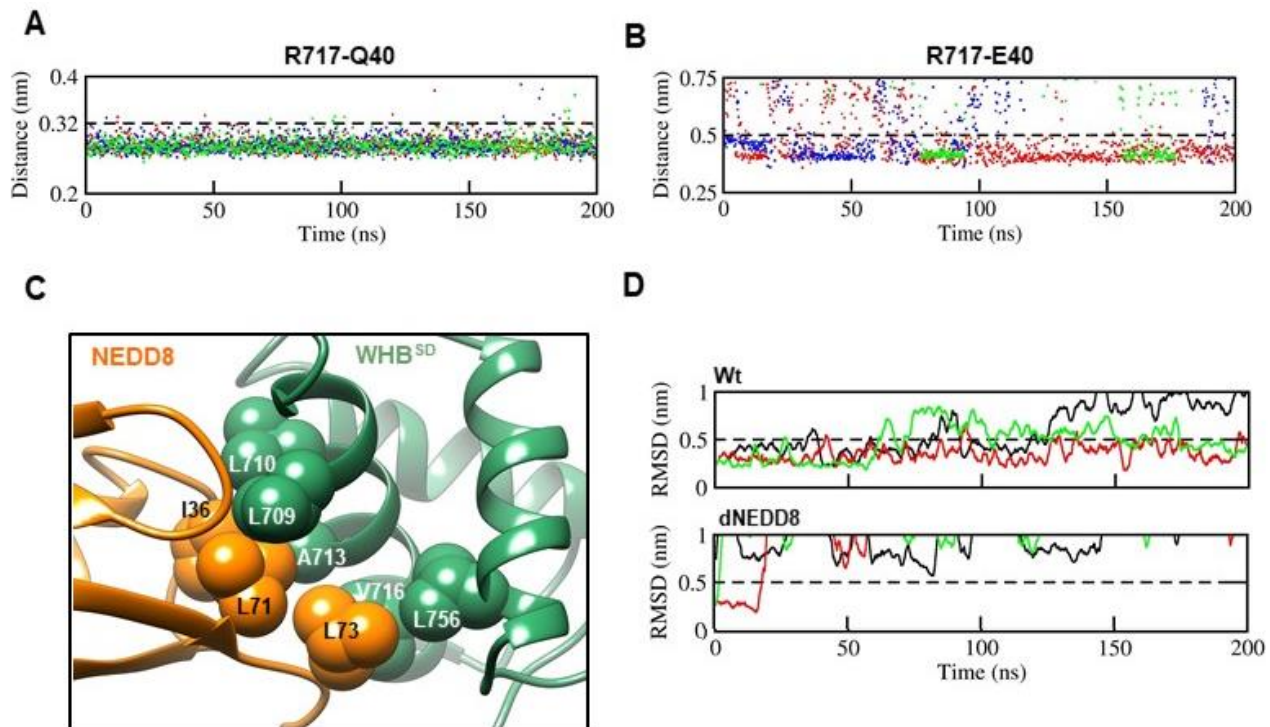 A
R717-Q40
Distance (nm)
0.4
0.32
0.2
0 50 100 150 200
Time (ns)
B
R717-E40
Distance (nm)
0.75
0.5
0.25
0 50 100 150 200
Time (ns)
C
NEDD8 WHB^SD
L710
I36
L709
A713
V716
L71
L73
L756
D
Wt
RMSD (nm)
1
0.5
0
dNEDD8
RMSD (nm)
1
0.5
0
0 50 100 150 200
Time (ns)